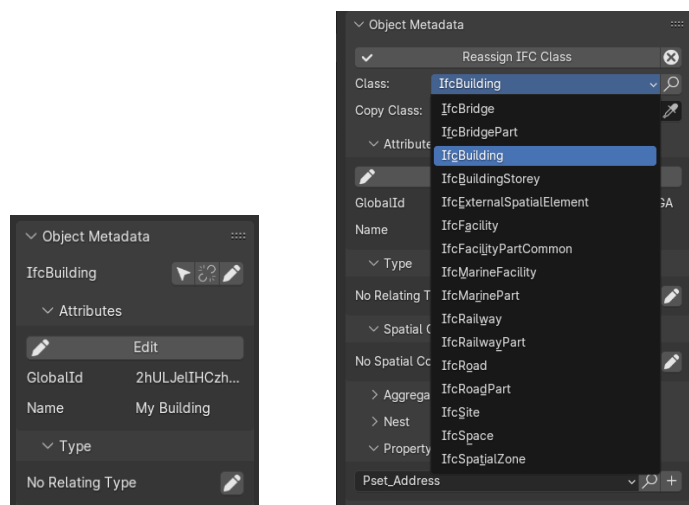 Object Metadata
IfcBuilding
Attributes
Edit
GlobalId 2hULJelIHCzh...
Name My Building
Type
No Relating Type
Object Metadata
Reassign IFC Class
Class: IfcBuilding
Copy Class:
IfcBridge
IfcBridgePart
Attribute
IfcBuilding
IfcBuildingStorey
GlobalId IfcExternalSpatialElement GA
Name IfcFacility
IfcFacilityPartCommon
Type IfcMarineFacility
No Relating T IfcMarinePart
IfcRailway
Spatial C
IfcRailwayPart
No Spatial Co IfcRoad
Aggrega IfcRoadPart
IfcSite
Nest
IfcSpace
Property
IfcSpatialZone
Pset_Address